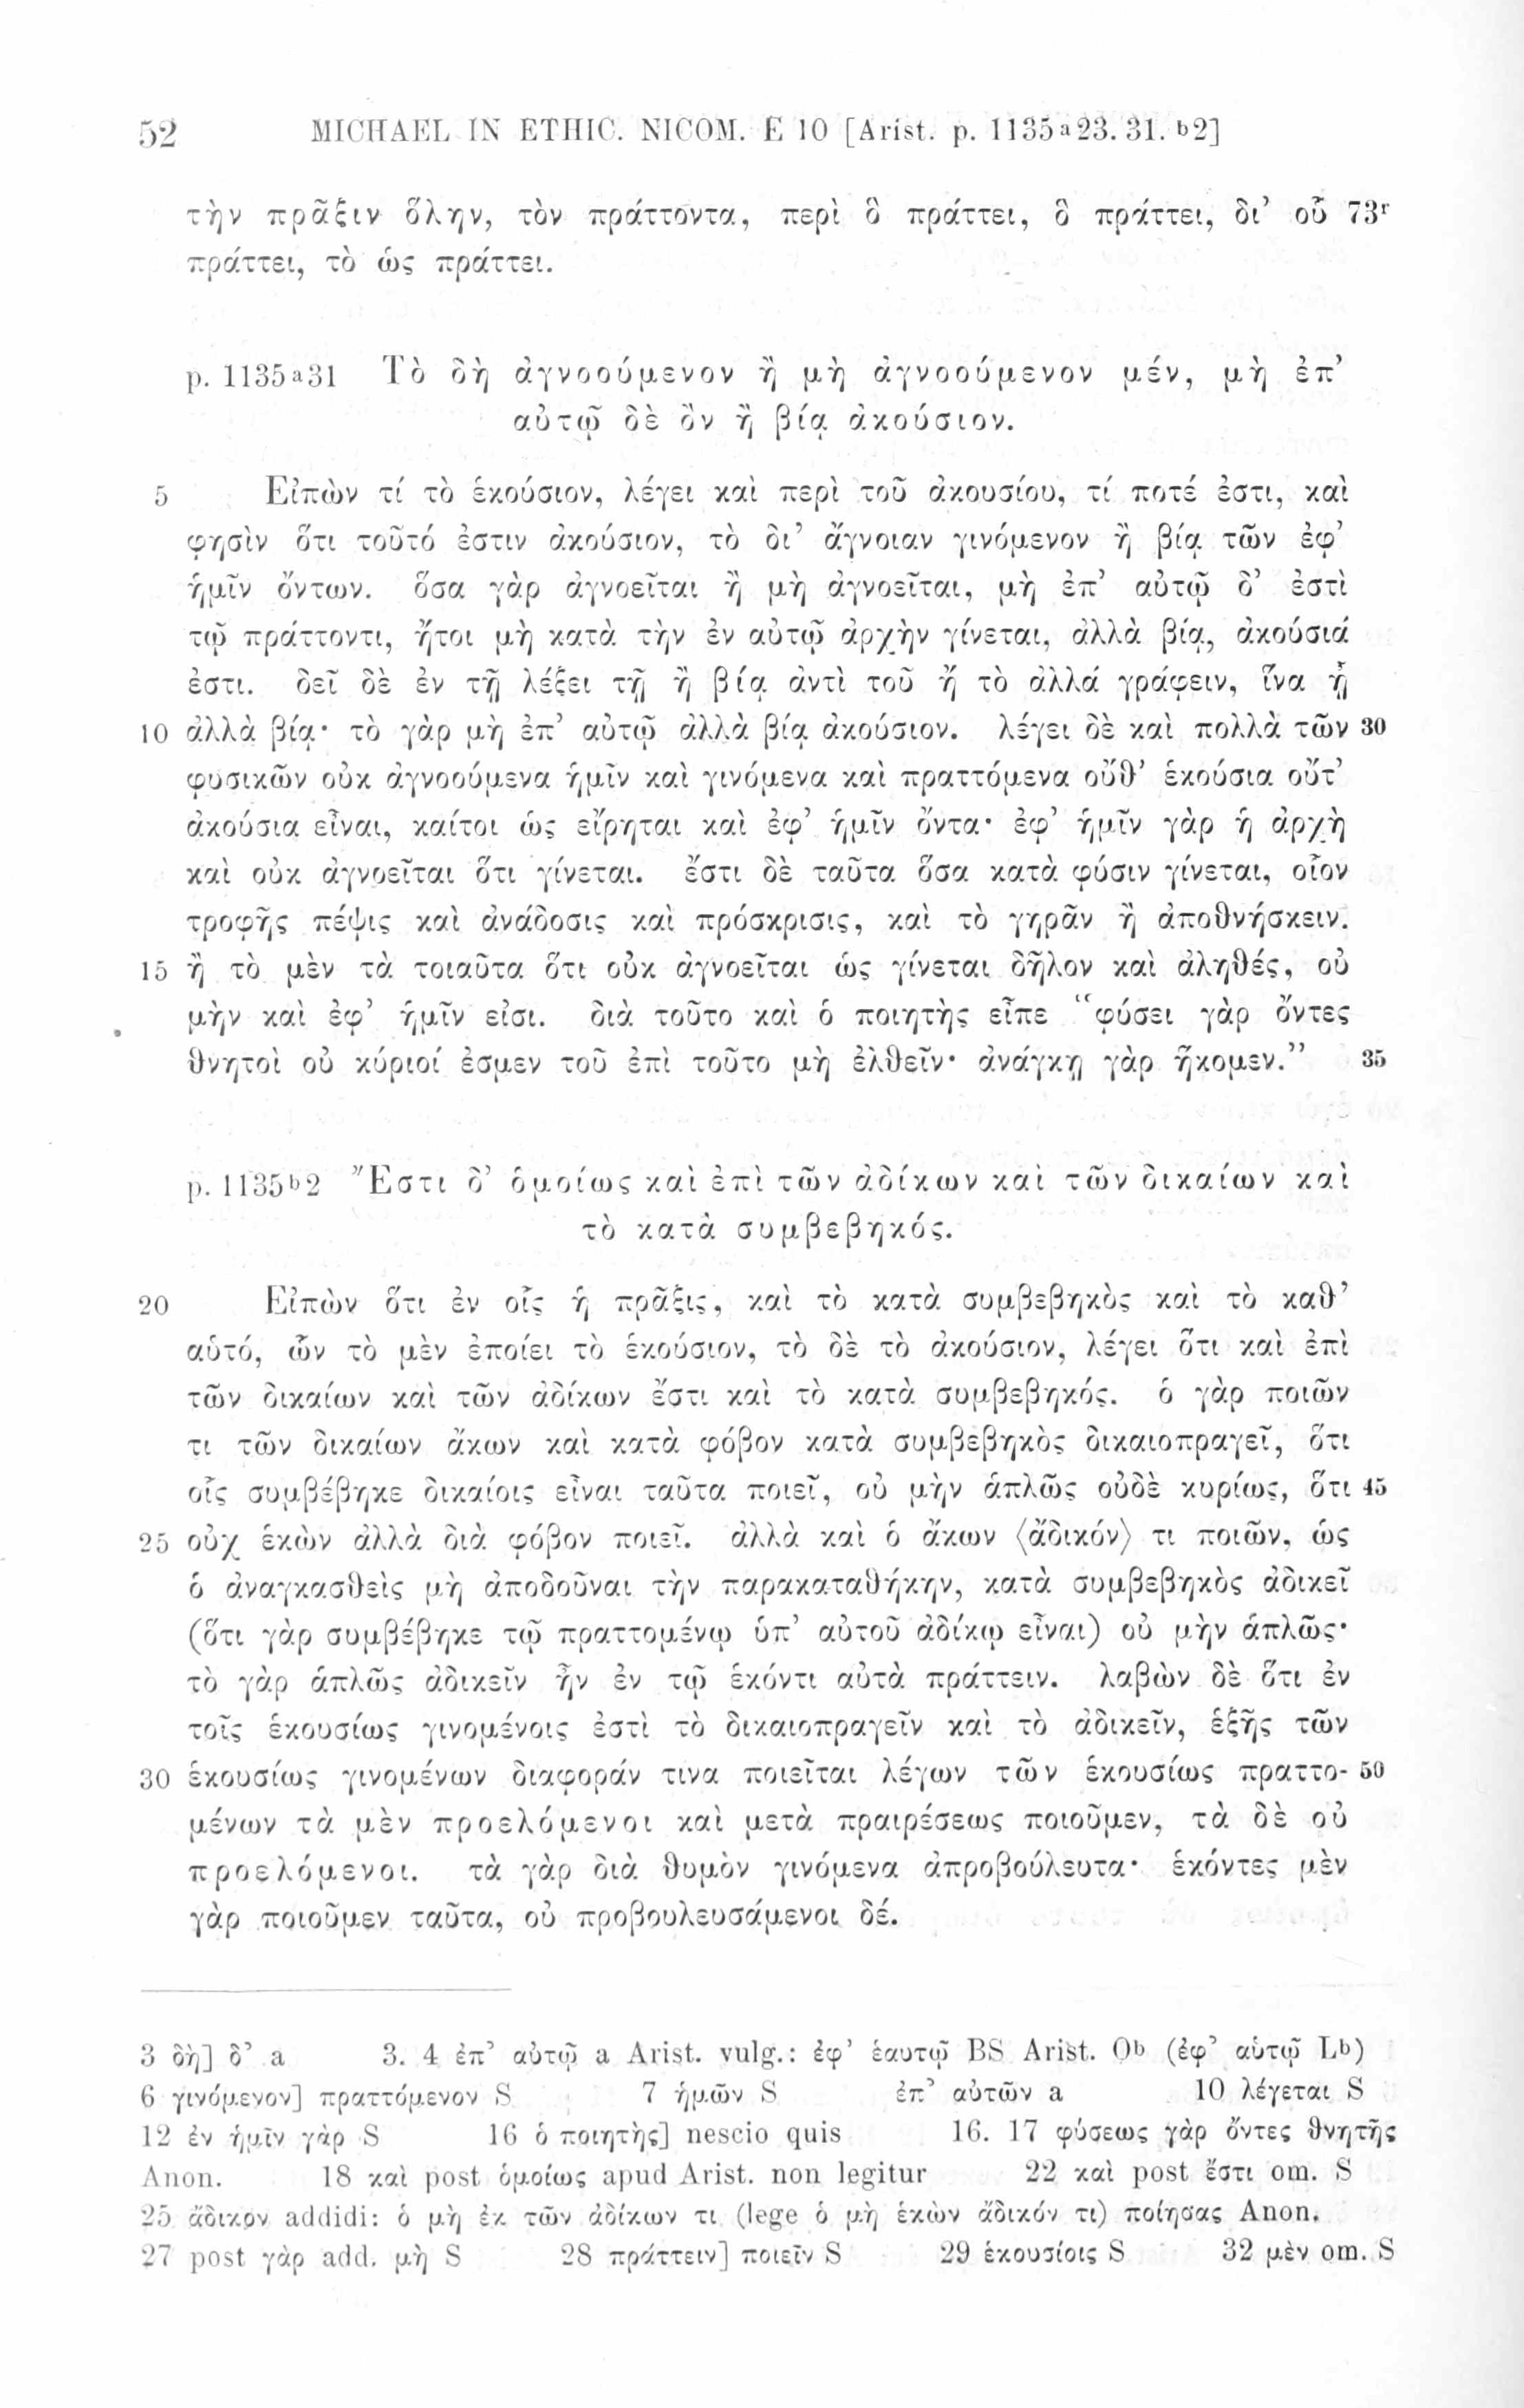 52 MICHAEL IN ETHIC. NICOM. E 10 [Arist. p. 1135a23. 31. b2]
τὴν πρᾶξιν ὅλην, τὸν πράττοντα, περὶ ὃ πράττει, ὃ πράττει, δι’ οὗ 73r
πράττει, τὸ ὡς πράττει.
p. 1135a31 Τὸ δὴ ἀγνοούμενον ἢ μὴ ἀγνοούμενον μέν, μὴ ἐπ’
αὐτῷ δὲ ὂν ἢ βίᾳ ἀκούσιον.
5 Εἰπὼν τί τὸ ἑκούσιον, λέγει καὶ περὶ τοῦ ἀκουσίου, τί ποτέ ἐστι, καὶ
φησὶν ὅτι τοῦτό ἐστιν ἀκούσιον, τὸ δι’ ἄγνοιαν γινόμενον ἢ βίᾳ τῶν ἐφ’
ἡμῖν ὄντων. ὅσα γὰρ ἀγνοεῖται ἢ μὴ ἀγνοεῖται, μὴ ἐπ’ αὐτῷ δ’ ἐστὶ
τῷ πράττοντι, ἤτοι μὴ κατὰ τὴν ἐν αὐτῷ ἀρχὴν γίνεται, ἀλλὰ βίᾳ, ἀκούσιά
ἐστι. δεῖ δὲ ἐν τῇ λέξει τῇ ἢ βίᾳ ἀντὶ τοῦ ἤ τὸ ἀλλά γράφειν, ἵνα ᾖ
10 ἀλλὰ βίᾳ· τὸ γὰρ μὴ ἐπ’ αὐτῷ ἀλλὰ βίᾳ ἀκούσιον. λέγει δὲ καὶ πολλὰ τῶν 30
φυσικῶν οὐκ ἀγνοούμενα ἡμῖν καὶ γινόμενα καὶ πραττόμενα οὔθ’ ἑκούσια οὔτ’
ἀκούσια εἶναι, καίτοι ὡς εἴρηται καὶ ἐφ’ ἡμῖν ὄντα· ἐφ’ ἡμῖν γὰρ ἡ ἀρχὴ
καὶ οὐκ ἀγνοεῖται ὅτι γίνεται. ἔστι δὲ ταῦτα ὅσα κατὰ φύσιν γίνεται, οἷον
τροφῆς πέψις καὶ ἀνάδοσις καὶ πρόσκρισις, καὶ τὸ γηρᾶν ἢ ἀποθνήσκειν.
15 ἢ τὸ μὲν τὰ τοιαῦτα ὅτι οὐκ ἀγνοεῖται ὡς γίνεται δῆλον καὶ ἀληθές, οὐ
μὴν καὶ ἐφ’ ἡμῖν εἰσι. διὰ τοῦτο καὶ ὁ ποιητὴς εἶπε “φύσει γὰρ ὄντες
θνητοὶ οὐ κύριοί ἐσμεν τοῦ ἐπὶ τοῦτο μὴ ἐλθεῖν· ἀνάγκῃ γὰρ ἥκομεν.” 35
p. 1135b2 Ἔστι δ’ ὁμοίως καὶ ἐπὶ τῶν ἀδίκων καὶ τῶν δικαίων καὶ
τὸ κατὰ συμβεβηκός.
20 Εἰπὼν ὅτι ἐν οἷς ἡ πρᾶξις, καὶ τὸ κατὰ συμβεβηκὸς καὶ τὸ καθ’
αὑτό, ὧν τὸ μὲν ἐποίει τὸ ἑκούσιον, τὸ δὲ τὸ ἀκούσιον, λέγει ὅτι καὶ ἐπὶ
τῶν δικαίων καὶ τῶν ἀδίκων ἔστι καὶ τὸ κατὰ συμβεβηκός. ὁ γὰρ ποιῶν
τι τῶν δικαίων ἄκων καὶ κατὰ φόβον κατὰ συμβεβηκὸς δικαιοπραγεῖ, ὅτι
οἷς συμβέβηκε δικαίοις εἶναι ταῦτα ποιεῖ, οὐ μὴν ἁπλῶς οὐδὲ κυρίως, ὅτι 45
25 οὐχ ἑκὼν ἀλλὰ διὰ φόβον ποιεῖ. ἀλλὰ καὶ ὁ ἄκων ⟨ἄδικόν⟩ τι ποιῶν, ὡς
ὁ ἀναγκασθεὶς μὴ ἀποδοῦναι τὴν παρακαταθήκην, κατὰ συμβεβηκὸς ἀδικεῖ
(ὅτι γὰρ συμβέβηκε τῷ πραττομένῳ ὑπ’ αὐτοῦ ἀδίκῳ εἶναι) οὐ μὴν ἁπλῶς·
τὸ γὰρ ἁπλῶς ἀδικεῖν ἦν ἐν τῷ ἑκόντι αὐτὰ πράττειν. λαβὼν δὲ ὅτι ἐν
τοῖς ἑκουσίως γινομένοις ἐστὶ τὸ δικαιοπραγεῖν καὶ τὸ ἀδικεῖν, ἑξῆς τῶν
30 ἑκουσίως γινομένων διαφοράν τινα ποιεῖται λέγων τῶν ἑκουσίως πραττο- 50
μένων τὰ μὲν προελόμενοι καὶ μετὰ πραιρέσεως ποιοῦμεν, τὰ δὲ οὐ
προελόμενοι. τὰ γὰρ διὰ θυμὸν γινόμενα ἀπροβούλευτα· ἑκόντες μὲν
γὰρ ποιοῦμεν ταῦτα, οὐ προβουλευσάμενοι δέ.
3 δὴ] δ’ a 3. 4 ἐπ’ αὐτῷ a Arist. vulg.: ἐφ’ ἑαυτῷ BS Arist. Ob (ἐφ’ αὑτῷ Lb)
6 γινόμενον] πραττόμενον S 7 ἡμῶν S ἐπ’ αὐτῶν a 10 λέγεται S
12 ἐν ἡμῖν γὰρ S 16 ὁ ποιητὴς] nescio quis 16. 17 φύσεως γὰρ ὄντες θνητῆς
Anon. 18 καὶ post ὁμοίως apud Arist. non legitur 22 καὶ post ἔστι om. S
25 ἄδικον addidi: ὁ μὴ ἐκ τῶν ἀδίκων τι (lege ὁ μὴ ἑκὼν ἄδικόν τι) ποίησας Anon.
27 post γὰρ add. μὴ S 28 πράττειν] ποιεῖν S 29 ἑκουσίοις S 32 μὲν om. S